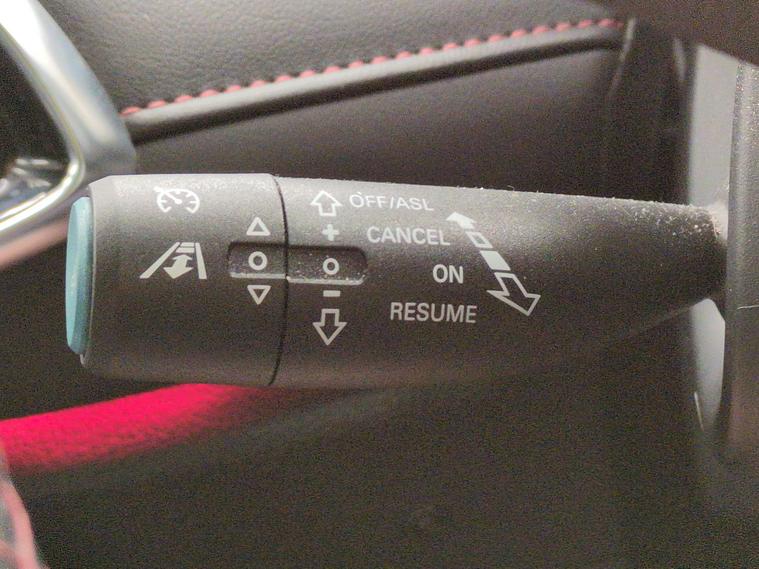 OFF/ASL
+
CANCEL
ON
-
RESUME